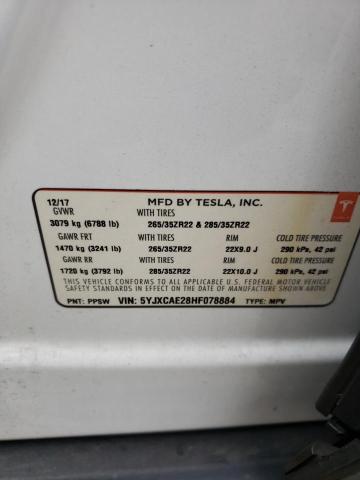 12/17 MFD BY TESLA, INC.
GVWR WITH TIRES
3079 kg (6788 lb) 265/35ZR22 & 285/35ZR22
GAWR FRT WITH TIRES RIM COLD TIRE PRESSURE
1470 kg (3241 lb) 265/35ZR22 22X9.0 J 290 kPa, 42 psi
GAWR RR WITH TIRES RIM COLD TIRE PRESSURE
1720 kg (3792 lb) 285/35ZR22 22X10.0 J 290 kPa, 42 psi
THIS VEHICLE CONFORMS TO ALL APPLICABLE U.S. FEDERAL MOTOR VEHICLE
SAFETY, BUMPER, AND THEFT PREVENTION STANDARDS IN EFFECT ON THE DATE OF
MANUFACTURE SHOWN ABOVE
PNT: PPSW VIN: 5YJXCAE28HF078884 TYPE: MPV